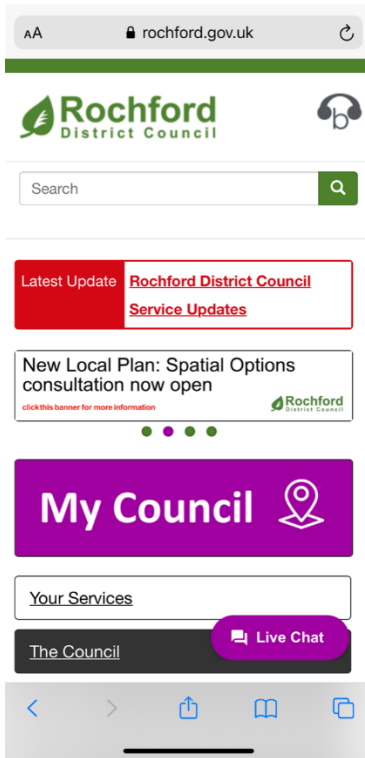 AA rochford.gov.uk
Rochford
District Council
b
Search
Latest Update
Rochford District Council
Service Updates
New Local Plan: Spatial Options
consultation now open
click this banner for more information
Rochford
District Council
My Council
Your Services
Live Chat
The Council